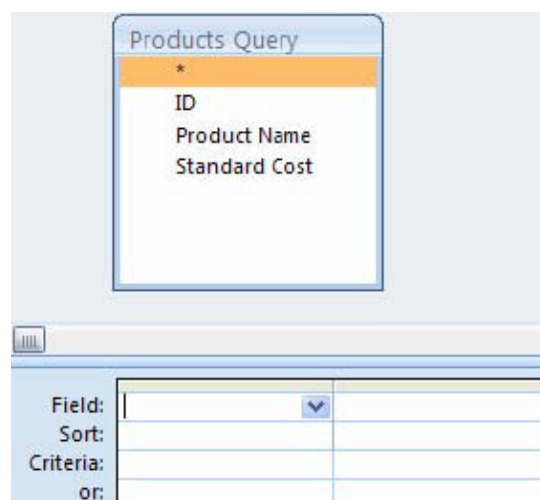 Products Query
*
ID
Product Name
Standard Cost
Field:
Sort:
Criteria:
or: